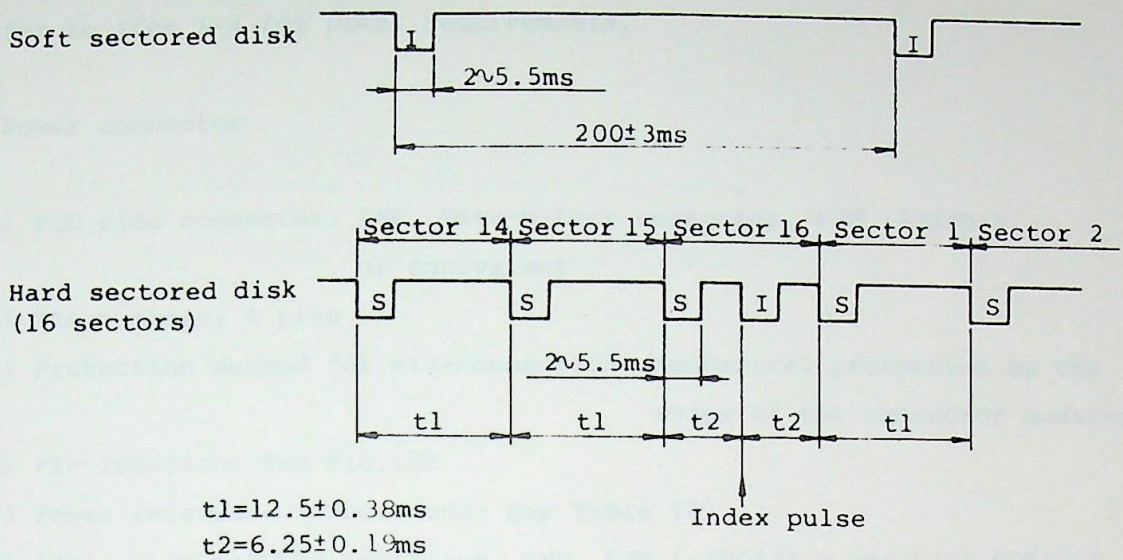 Soft sectored disk
I
I
2∿5.5ms
200±3ms
Power connector
Sector 14 Sector 15 Sector 16 Sector 1 Sector 2
Hard sectored disk
(16 sectors)
S S S I S S
2∿5.5ms
t1 t1 t2 t2 t1
t1=12.5±0.38ms
t2=6.25±0.19ms
Index pulse